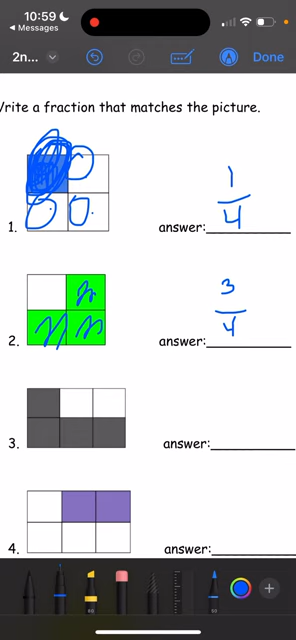 10:59
Messages
2n...
Done
Write a fraction that matches the picture.
1
4
1.
answer:
3
4
2.
answer:
3.
answer:
4.
answer: